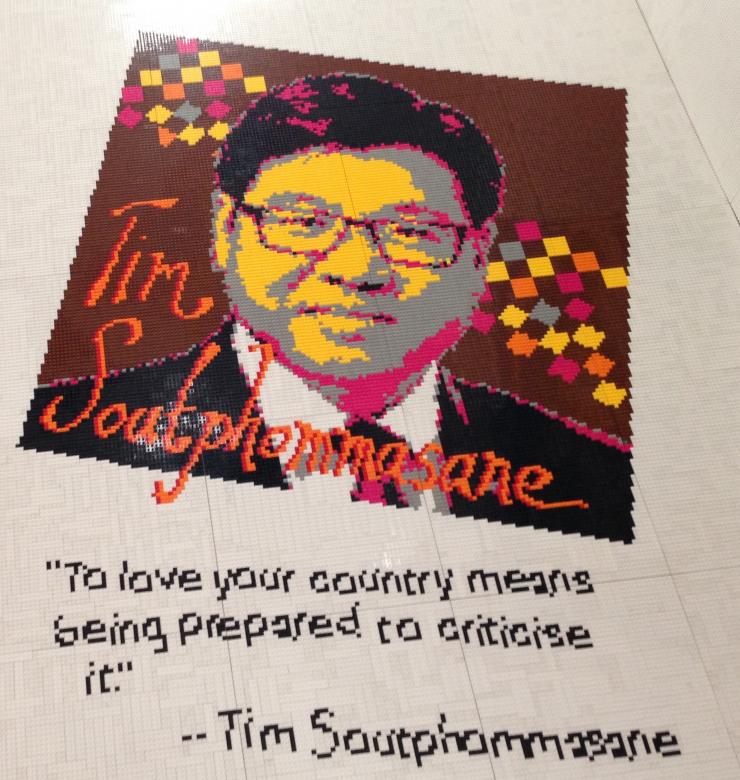 Tim
Soutphommasane
"To love your country means
being prepared to criticise
it."
-- Tim Soutphommasane